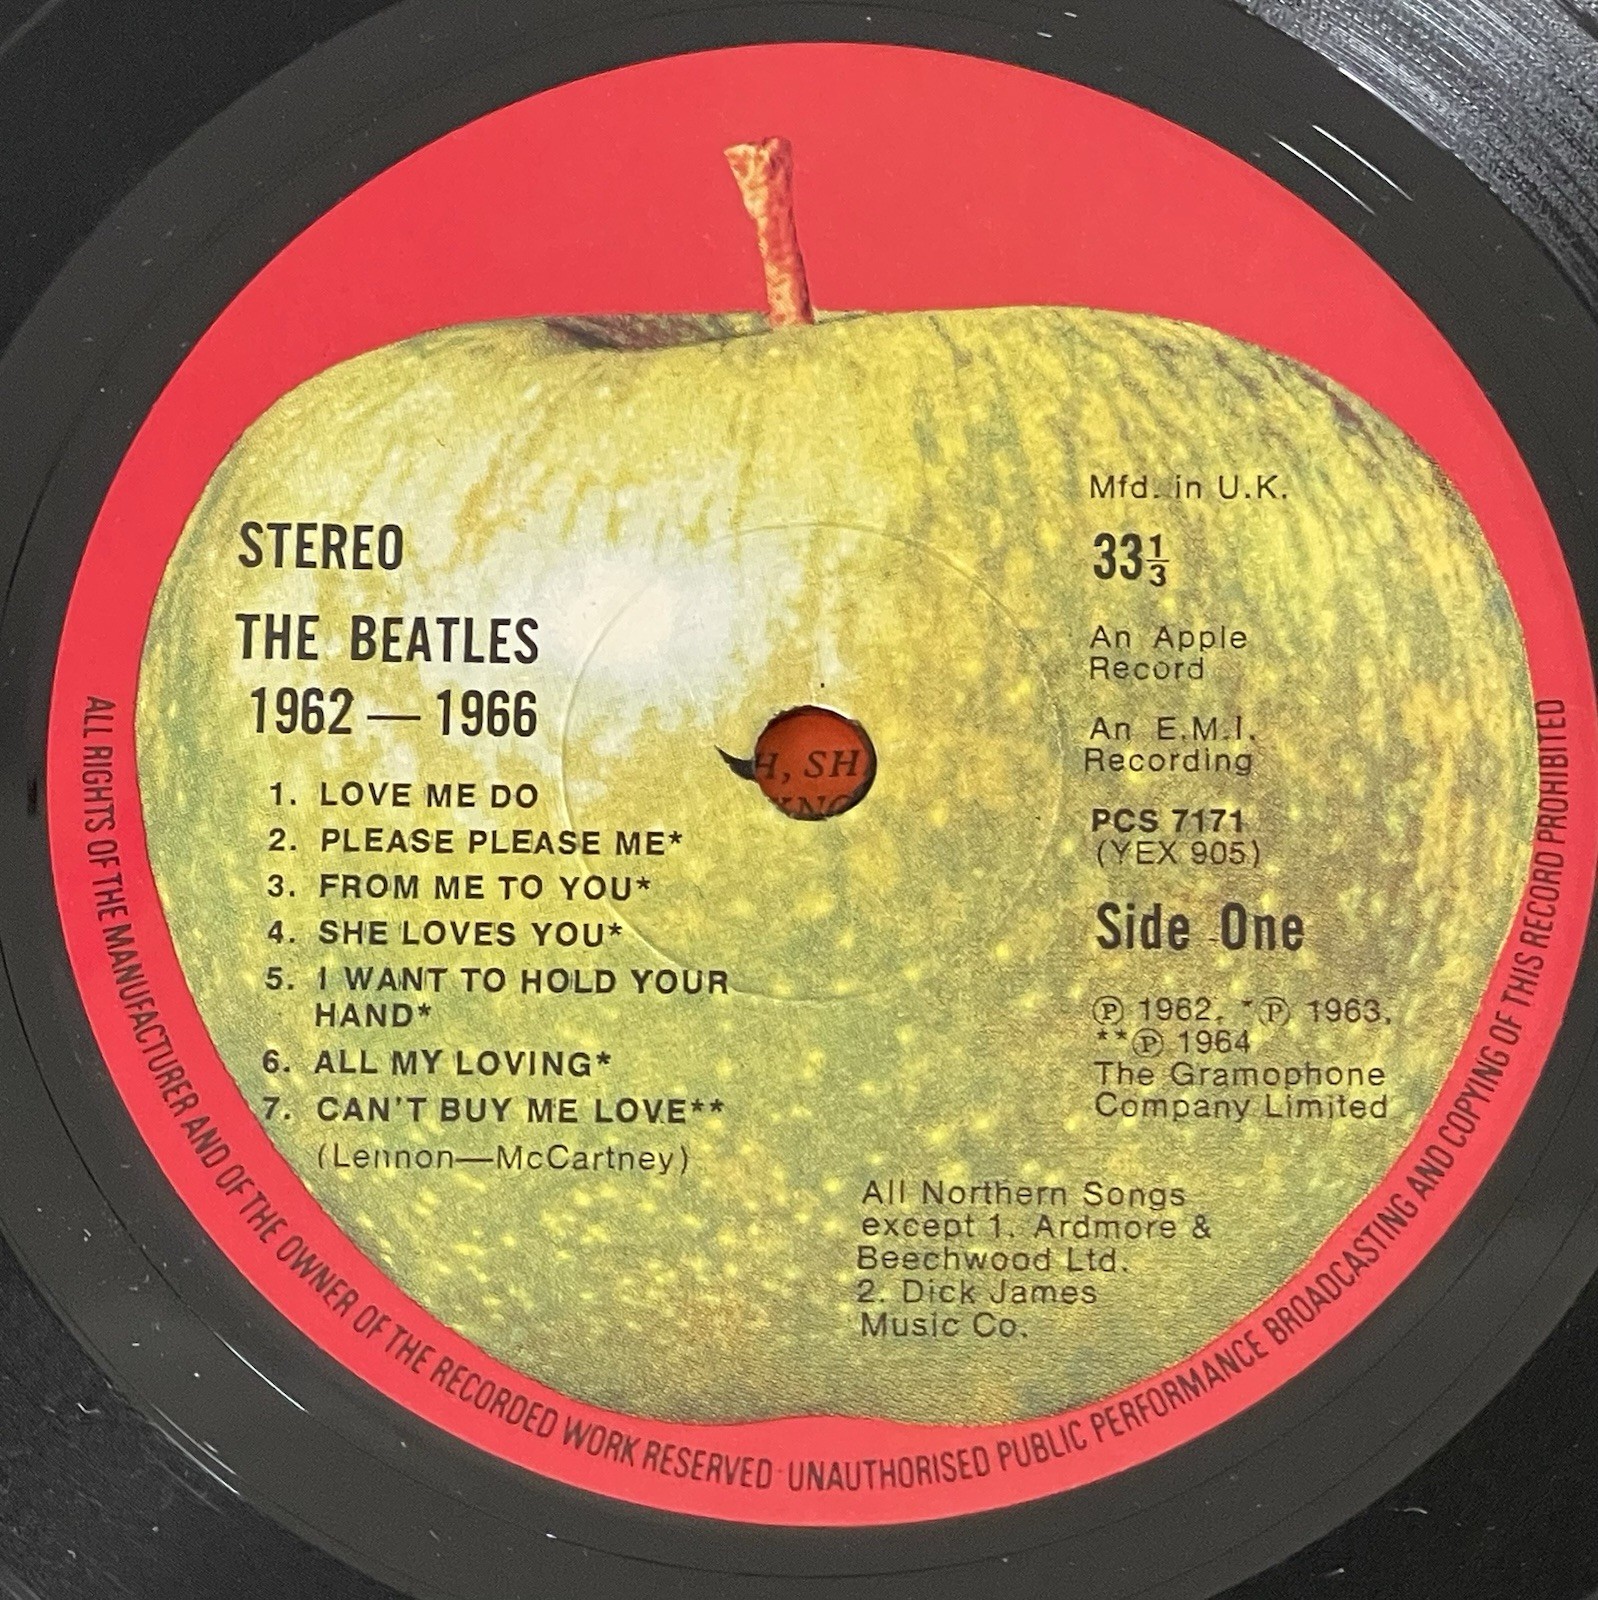 STEREO
THE BEATLES
1962 — 1966
1. LOVE ME DO
2. PLEASE PLEASE ME*
3. FROM ME TO YOU*
4. SHE LOVES YOU*
5. I WANT TO HOLD YOUR
HAND*
6. ALL MY LOVING*
7. CAN'T BUY ME LOVE**
(Lennon—McCartney)
Mfd. in U.K.
33⅓
An Apple
Record
An E.M.I.
Recording
PCS 7171
(YEX 905)
Side One
Ⓟ 1962, *Ⓟ 1963,
**Ⓟ 1964
The Gramophone
Company Limited
All Northern Songs
except 1. Ardmore &
Beechwood Ltd.
2. Dick James
Music Co.
H, SH
ALL RIGHTS OF THE MANUFACTURER AND OF THE OWNER OF THE RECORDED WORK RESERVED · UNAUTHORISED PUBLIC PERFORMANCE BROADCASTING AND COPYING OF THIS RECORD PROHIBITED